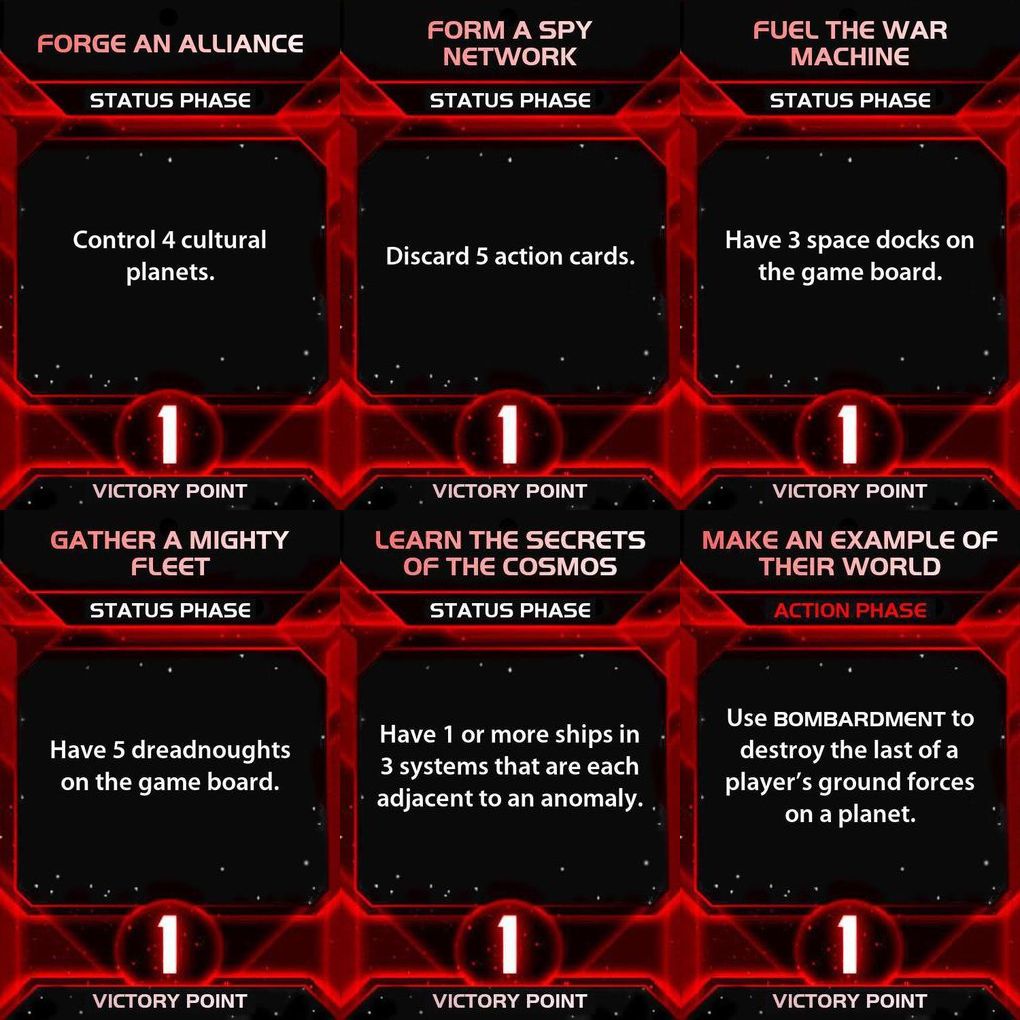 FORGE AN ALLIANCE
STATUS PHASE
Control 4 cultural
planets.
1
VICTORY POINT
FORM A SPY
NETWORK
STATUS PHASE
Discard 5 action cards.
1
VICTORY POINT
FUEL THE WAR
MACHINE
STATUS PHASE
Have 3 space docks on
the game board.
1
VICTORY POINT
GATHER A MIGHTY
FLEET
STATUS PHASE
Have 5 dreadnoughts
on the game board.
1
VICTORY POINT
LEARN THE SECRETS
OF THE COSMOS
STATUS PHASE
Have 1 or more ships in
3 systems that are each
adjacent to an anomaly.
1
VICTORY POINT
MAKE AN EXAMPLE OF
THEIR WORLD
ACTION PHASE
Use BOMBARDMENT to
destroy the last of a
player’s ground forces
on a planet.
1
VICTORY POINT